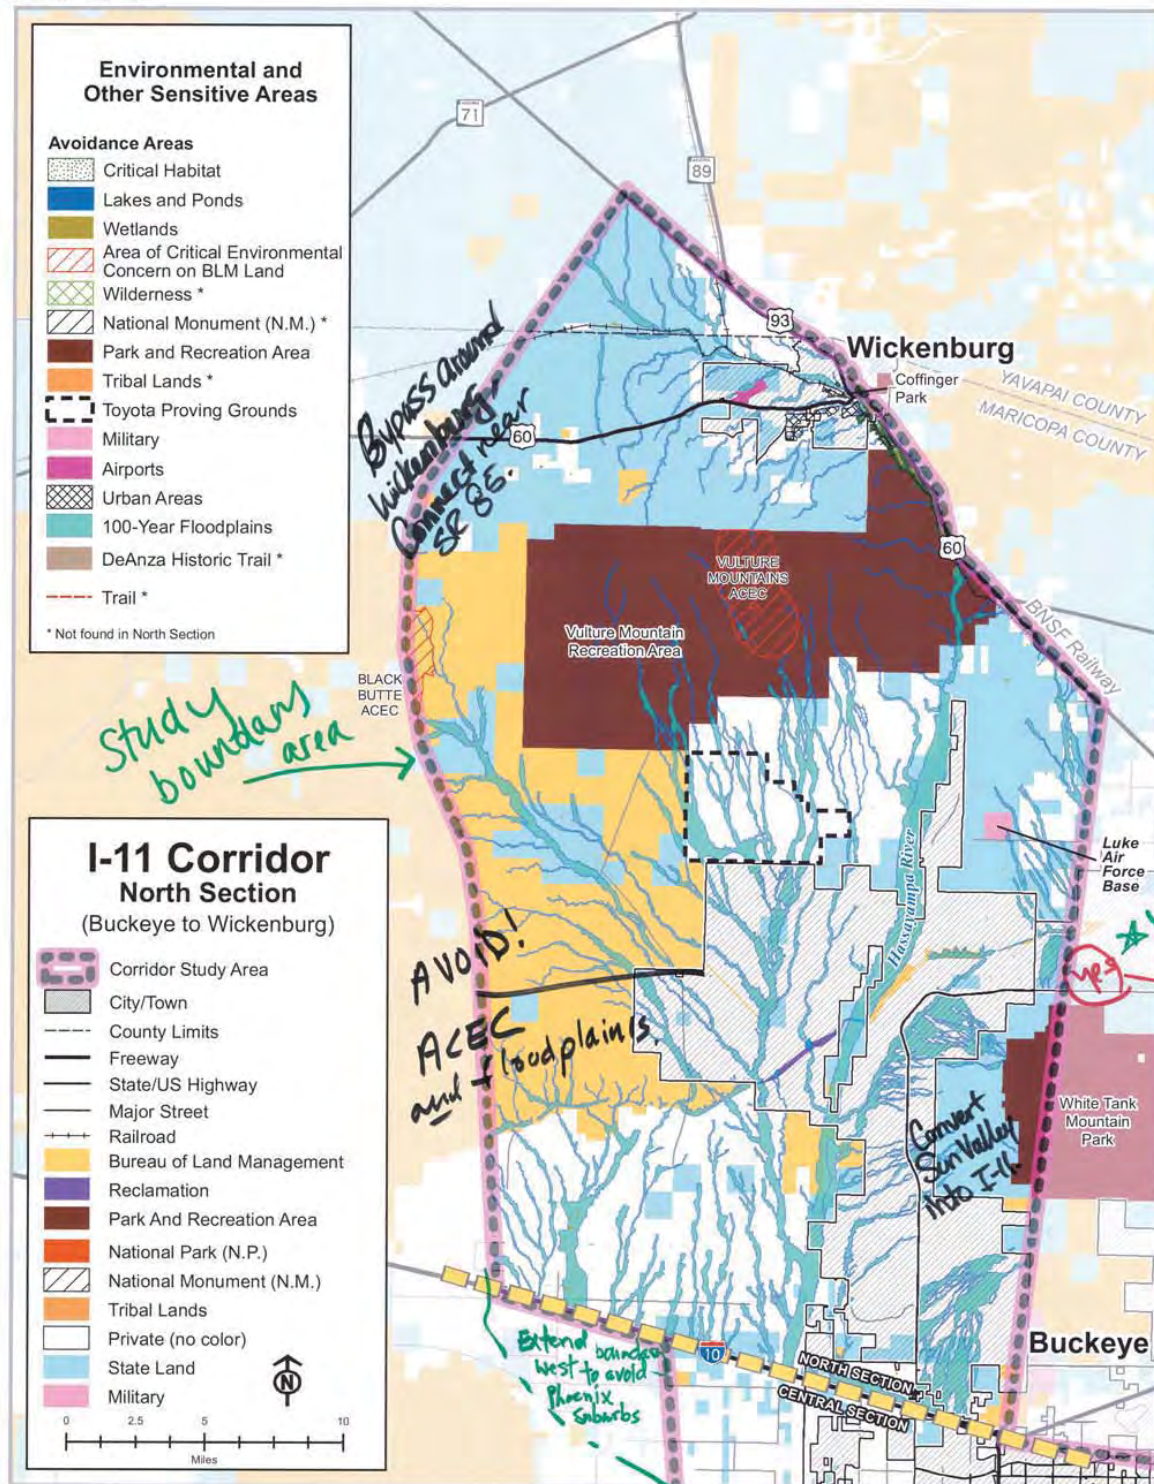 Environmental and
Other Sensitive Areas
Avoidance Areas
Critical Habitat
Lakes and Ponds
Wetlands
Area of Critical Environmental
Concern on BLM Land
Wilderness *
National Monument (N.M.) *
Park and Recreation Area
Tribal Lands *
Toyota Proving Grounds
Military
Airports
Urban Areas
100-Year Floodplains
DeAnza Historic Trail *
Trail *
* Not found in North Section
71
89
93
Wickenburg
Coffinger
Park
YAVAPAI COUNTY
MARICOPA COUNTY
Bypass around
Wickenburg
Connect near
SR
60
60
VULTURE
MOUNTAINS
ACEC
Vulture Mountain
Recreation Area
BNSF Railway
BLACK
BUTTE
ACEC
Study
boundarys
area
Hassayampa River
Luke
Air
Force
Base
I-11 Corridor
North Section
(Buckeye to Wickenburg)
Corridor Study Area
City/Town
County Limits
Freeway
State/US Highway
Major Street
Railroad
Bureau of Land Management
Reclamation
Park And Recreation Area
National Park (N.P.)
National Monument (N.M.)
Tribal Lands
Private (no color)
State Land
Military
N
0 2.5 5 10
Miles
AVOID!
ACEC
and floodplains.
yes
White Tank
Mountain
Park
Convert
Sun Valley
into I-11.
Extend
west to avoid
Phoenix
Suburbs
10
NORTH SECTION
CENTRAL SECTION
Buckeye